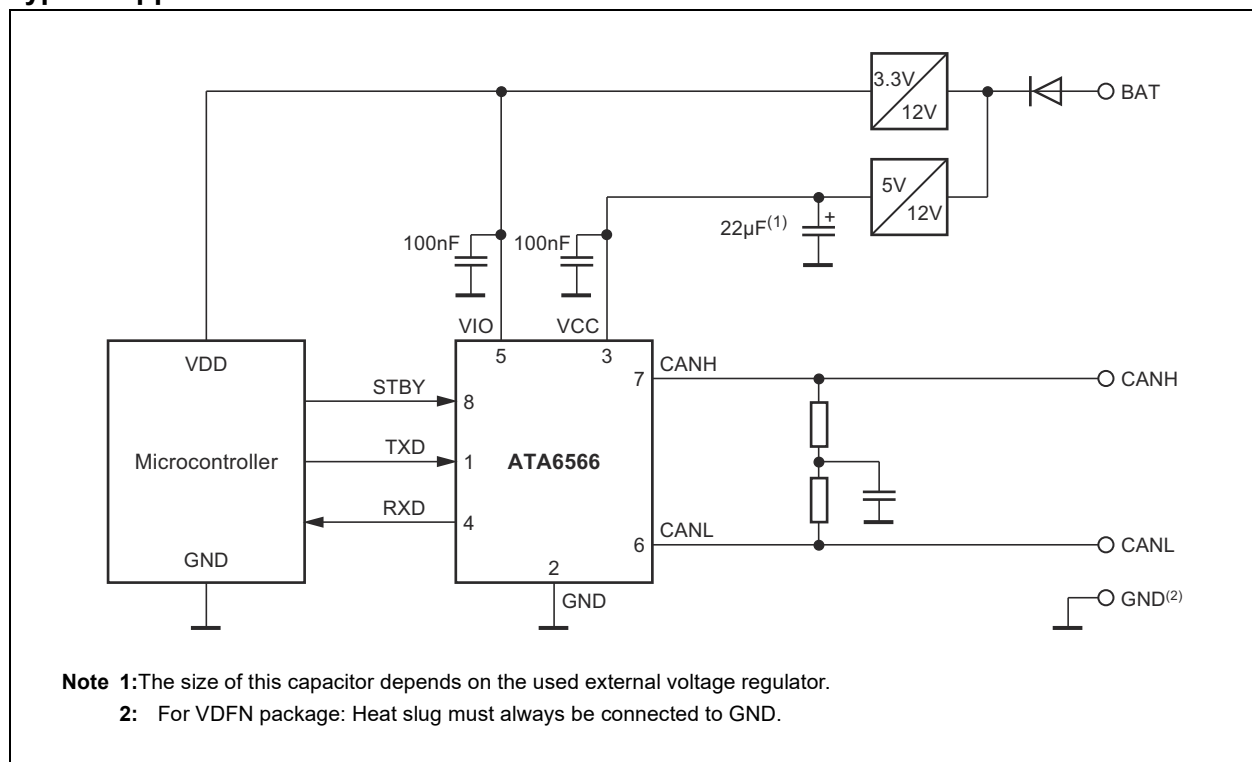 3.3V
12V
BAT
5V
12V
22µF(1)
+
100nF
100nF
VIO
VCC
VDD
5
3
CANH
7
CANH
STBY
8
TXD
Microcontroller
1
ATA6566
RXD
4
CANL
6
CANL
GND
2
GND
GND(2)
Note 1:The size of this capacitor depends on the used external voltage regulator.
2: For VDFN package: Heat slug must always be connected to GND.